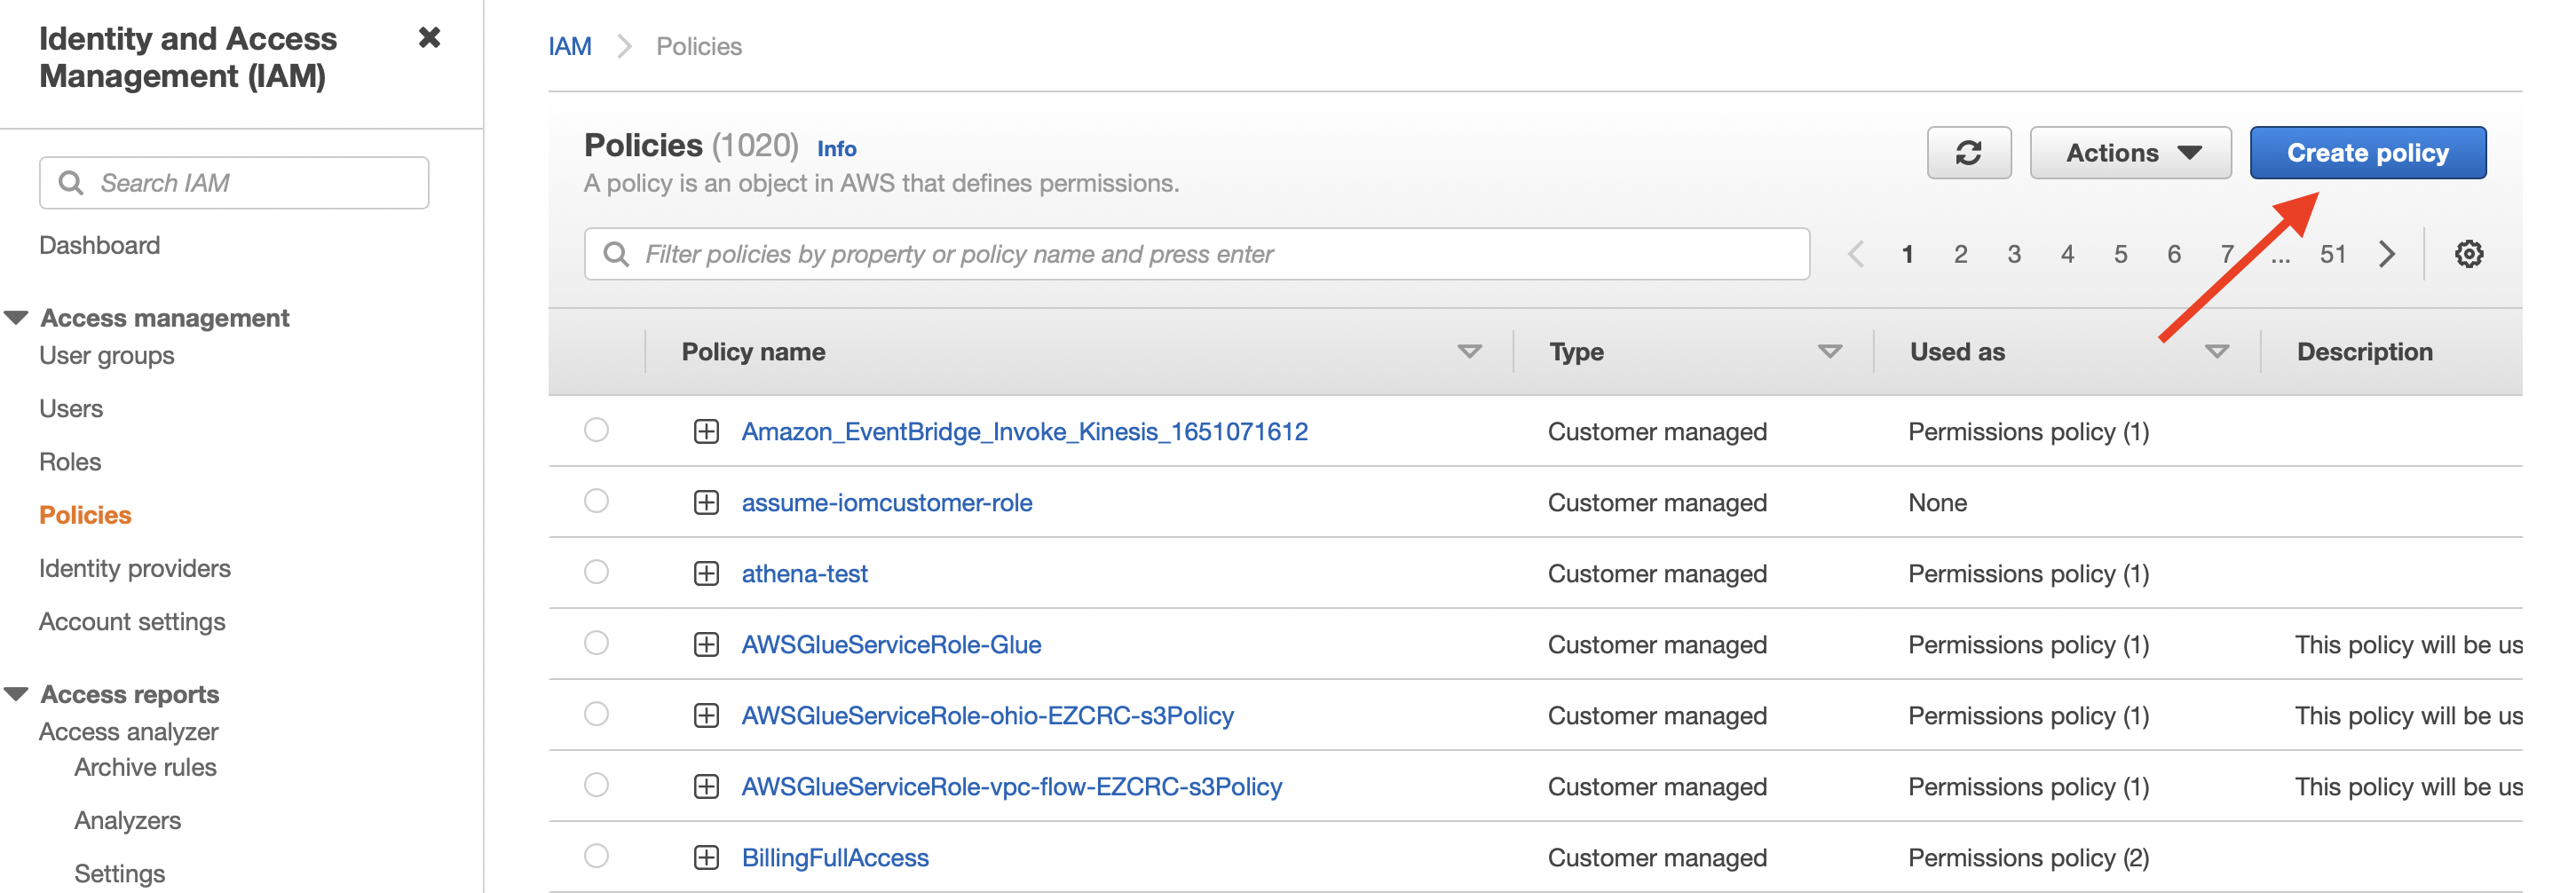 Identity and Access
Management (IAM)
Search IAM
Dashboard
Access management
User groups
Users
Roles
Policies
Identity providers
Account settings
Access reports
Access analyzer
Archive rules
Analyzers
Settings
IAM Policies
Policies (1020) Info
A policy is an object in AWS that defines permissions.
Actions Create policy
Filter policies by property or policy name and press enter
1 2 3 4 5 6 7 ... 51
Policy name Type Used as Description
Amazon_EventBridge_Invoke_Kinesis_1651071612 Customer managed Permissions policy (1)
assume-iomcustomer-role Customer managed None
athena-test Customer managed Permissions policy (1)
AWSGlueServiceRole-Glue Customer managed Permissions policy (1) This policy will be us
AWSGlueServiceRole-ohio-EZCRC-s3Policy Customer managed Permissions policy (1) This policy will be us
AWSGlueServiceRole-vpc-flow-EZCRC-s3Policy Customer managed Permissions policy (1) This policy will be us
BillingFullAccess Customer managed Permissions policy (2)